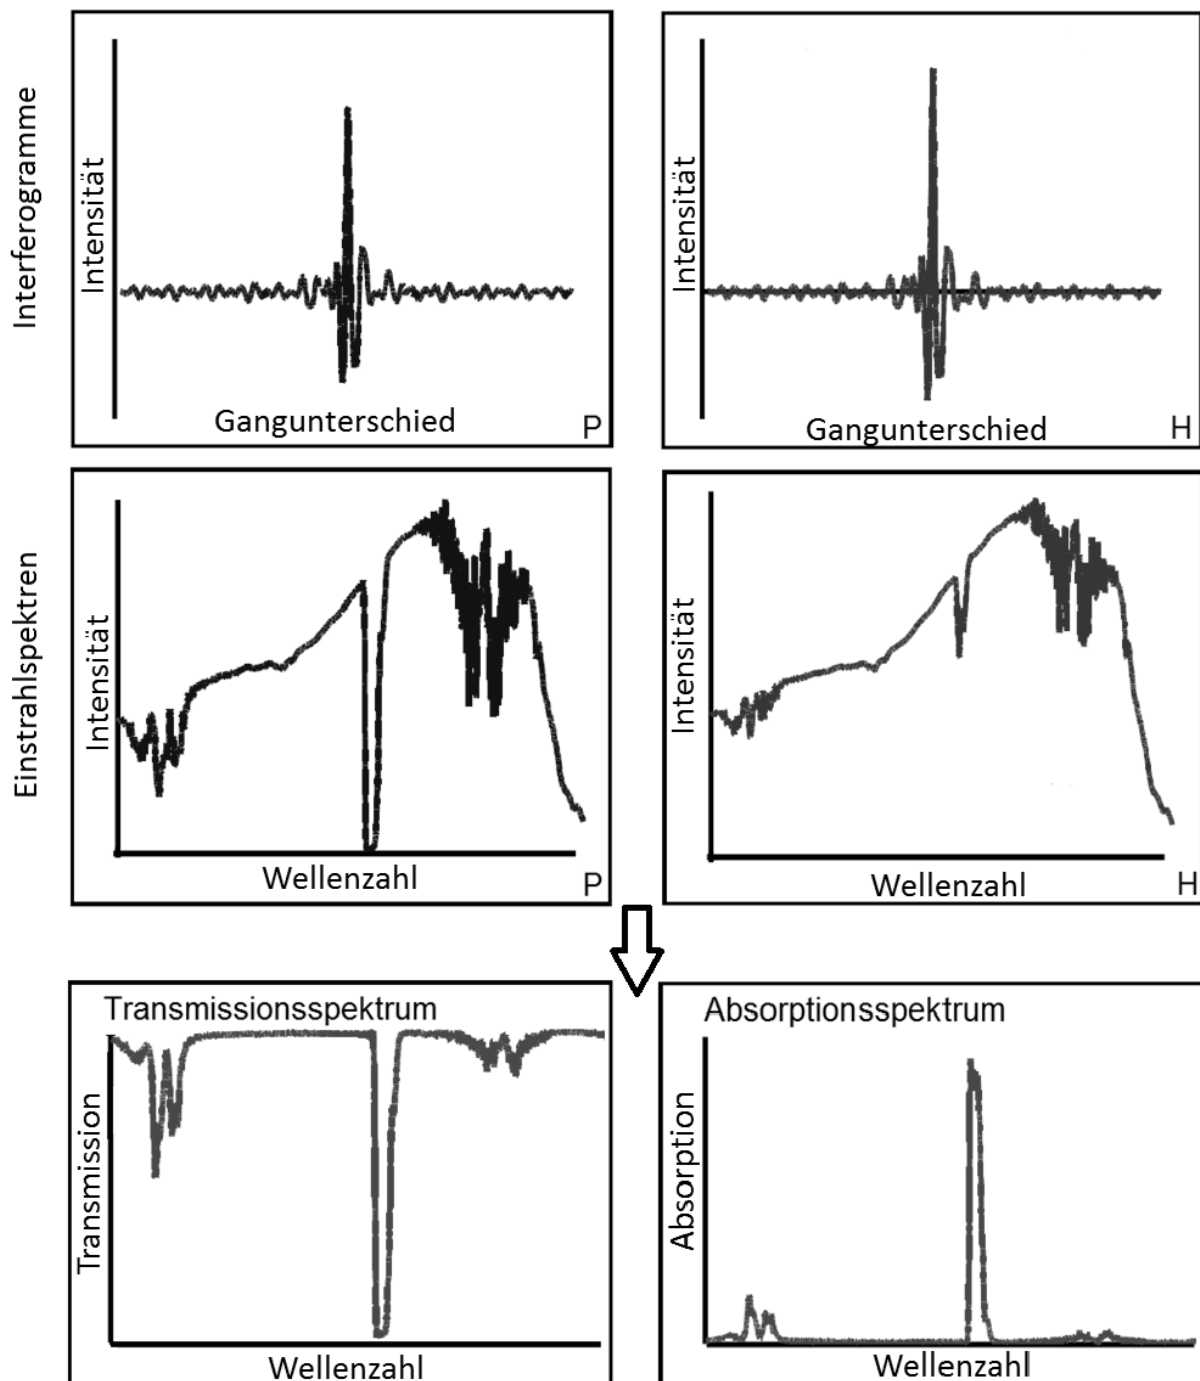 Interferogramme
Intensität
Gangunterschied
P
Intensität
Gangunterschied
H
Einstrahlspektren
Intensität
Wellenzahl
P
Intensität
Wellenzahl
H
Transmissionsspektrum
Transmission
Wellenzahl
Absorptionsspektrum
Absorption
Wellenzahl